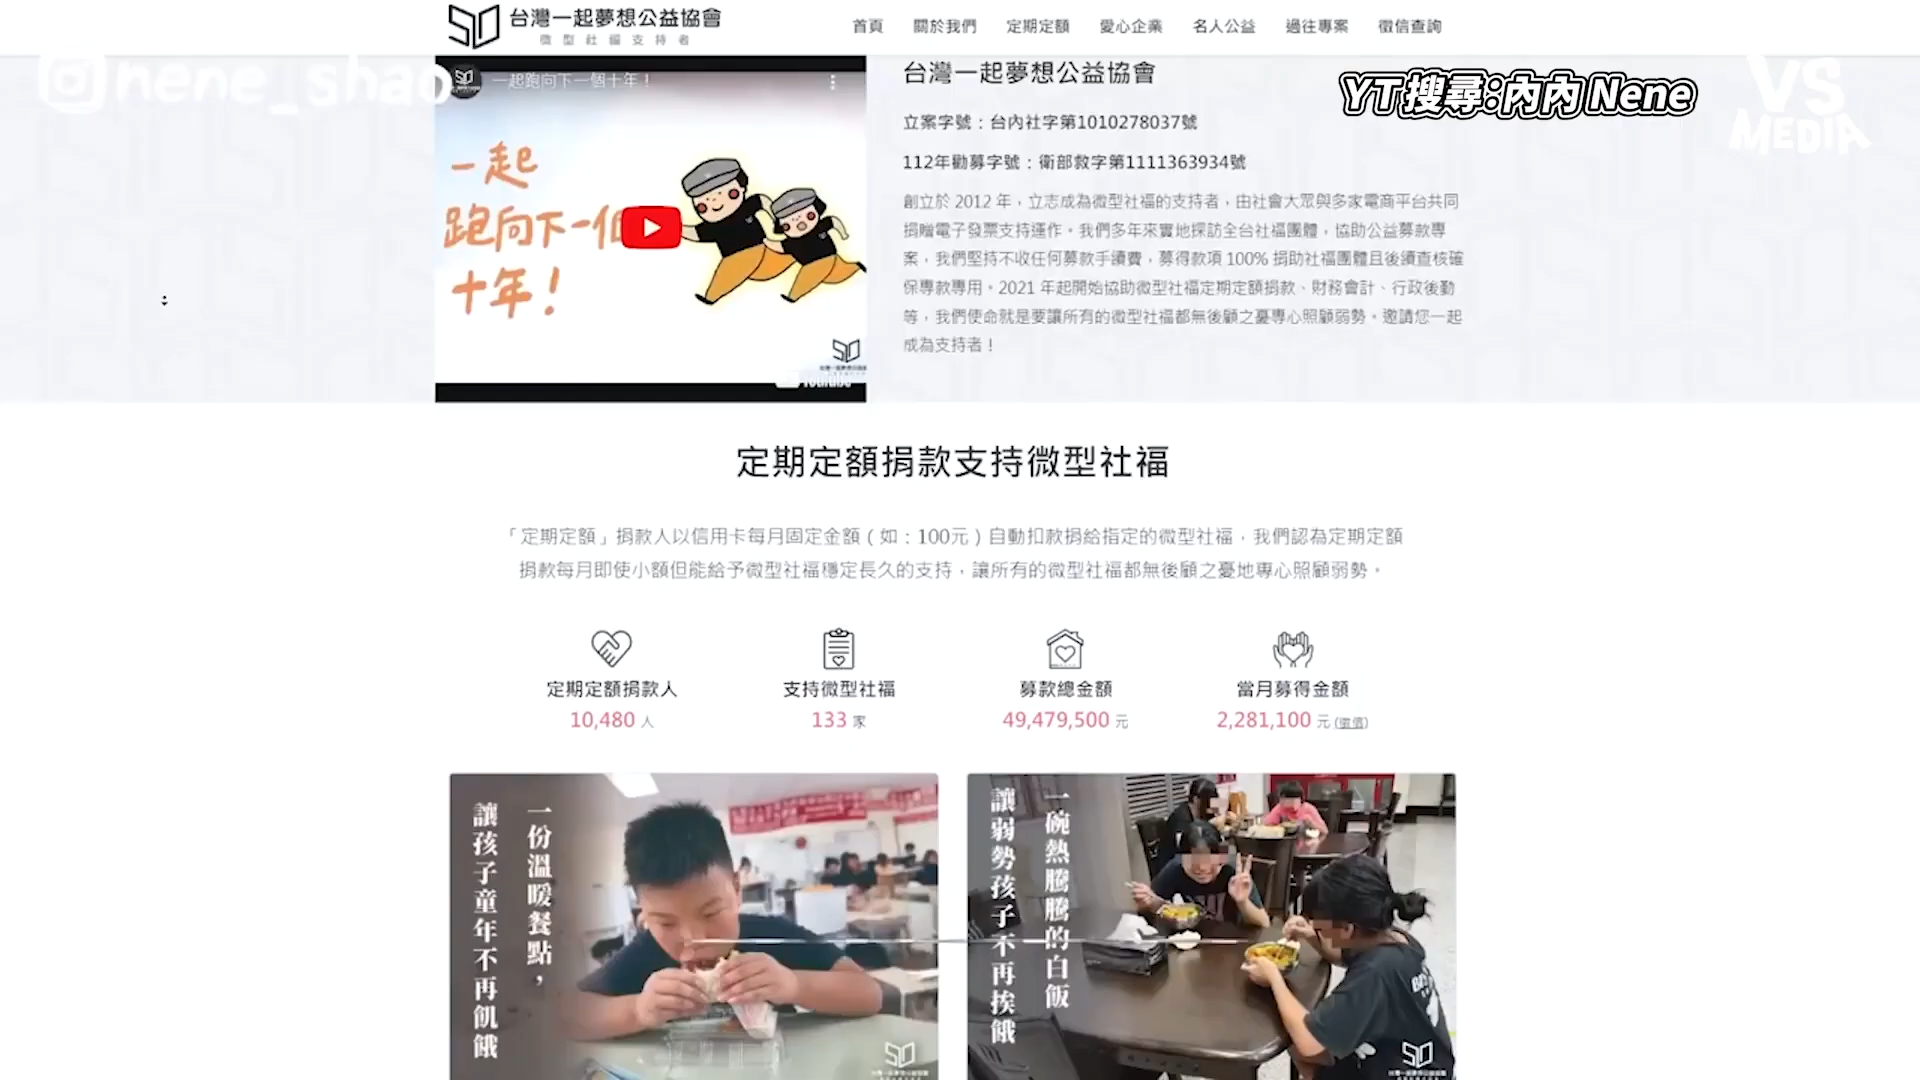 台灣一起夢想公益協會
微型社福支持者
首頁 關於我們 定期定額 愛心企業 名人公益 過往專案 徵信查詢
nene_shao
YT搜尋:內內 Nene
VS MEDIA
一起跑向下一個十年!
一起
跑向下一個
十年!
台灣一起夢想公益協會
立案字號:台內社字第1010278037號
112年勸募字號:衛部救字第1111363934號
創立於 2012 年,立志成為微型社福的支持者,由社會大眾與多家電商平台共同
捐贈電子發票支持運作。我們多年來實地探訪全台社福團體,協助公益募款專
案,我們堅持不收任何募款手續費,募得款項 100% 捐助社福團體且後續查核確
保專款專用。2021 年起開始協助微型社福定期定額捐款、財務會計、行政後勤
等,我們使命就是要讓所有的微型社福都無後顧之憂專心照顧弱勢。邀請您一起
成為支持者!
定期定額捐款支持微型社福
「定期定額」捐款人以信用卡每月固定金額(如:100元)自動扣款捐給指定的微型社福,我們認為定期定額
捐款每月即使小額但能給予微型社福穩定長久的支持,讓所有的微型社福都無後顧之憂地專心照顧弱勢。
定期定額捐款人
10,480 人
支持微型社福
133 家
募款總金額
49,479,500 元
當月募得金額
2,281,100 元 (徵信)
一份溫暖餐點,
讓孩子童年不再飢餓
一碗熱騰騰的白飯
讓弱勢孩子不再挨餓